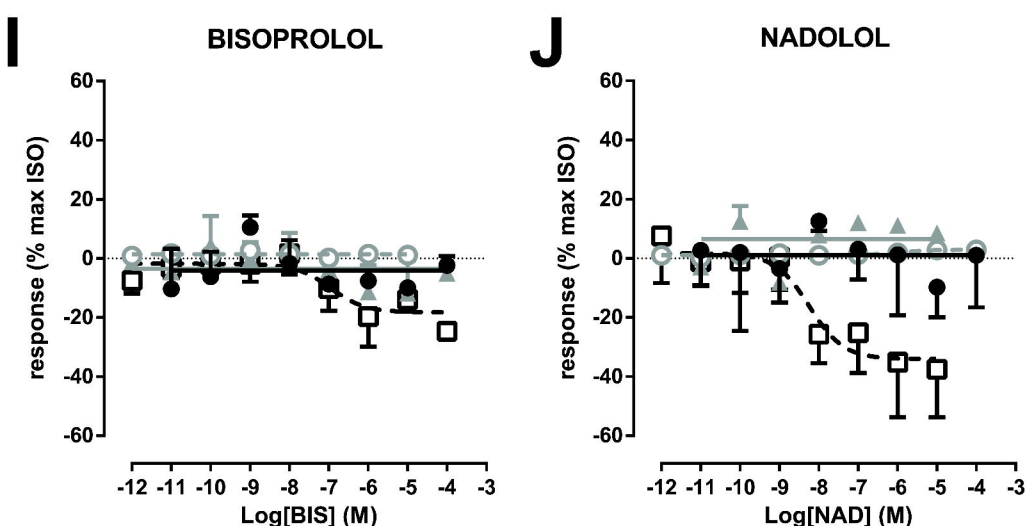 I
BISOPROLOL
response (% max ISO)
60
40
20
0
-20
-40
-60
-12 -11 -10 -9 -8 -7 -6 -5 -4 -3
Log[BIS] (M)
J
NADOLOL
response (% max ISO)
60
40
20
0
-20
-40
-60
-12 -11 -10 -9 -8 -7 -6 -5 -4 -3
Log[NAD] (M)